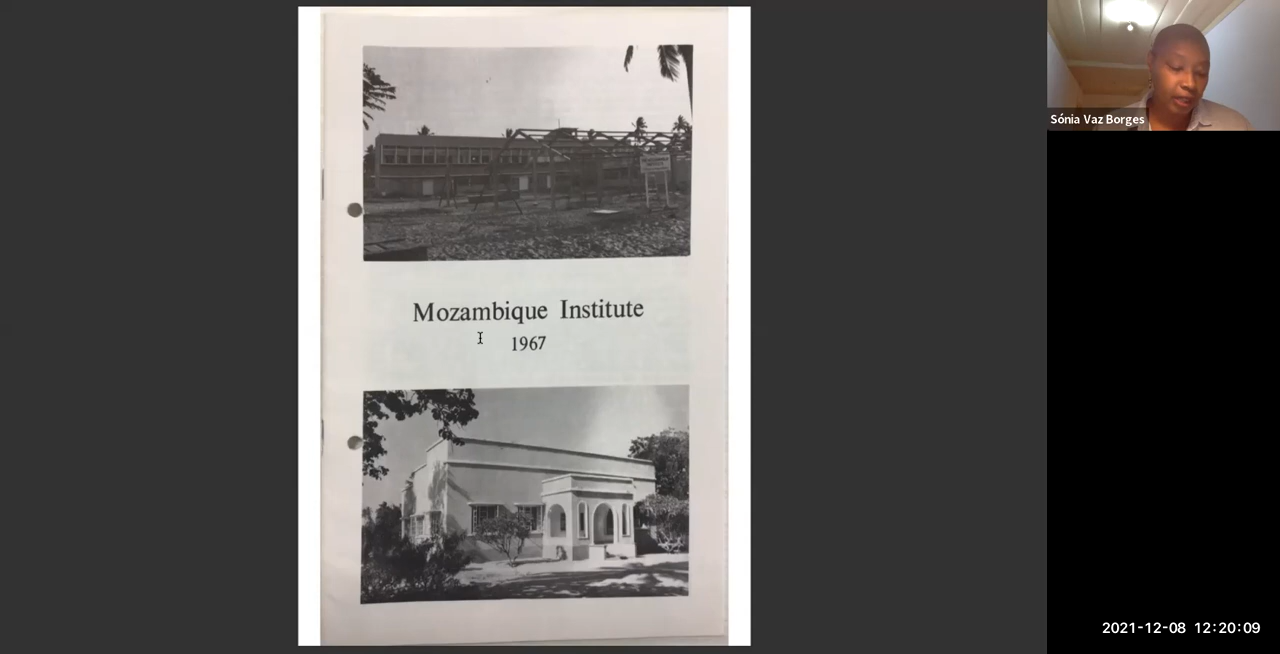 Mozambique Institute
1967
Sónia Vaz Borges
2021-12-08 12:20:09